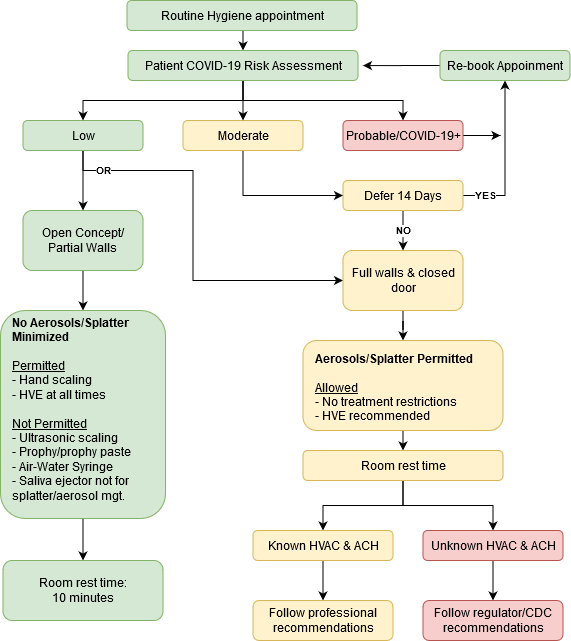 Routine Hygiene appointment
Patient COVID-19 Risk Assessment
Re-book Appoinment
Low
Moderate
Probable/COVID-19+
OR
Defer 14 Days
YES
NO
Open Concept/
Partial Walls
Full walls & closed
door
No Aerosols/Splatter
Minimized
Permitted
- Hand scaling
- HVE at all times
Not Permitted
- Ultrasonic scaling
- Prophy/prophy paste
- Air-Water Syringe
- Saliva ejector not for
splatter/aerosol mgt.
Room rest time:
10 minutes
Aerosols/Splatter Permitted
Allowed
- No treatment restrictions
- HVE recommended
Room rest time
Known HVAC & ACH
Unknown HVAC & ACH
Follow professional
recommendations
Follow regulator/CDC
recommendations